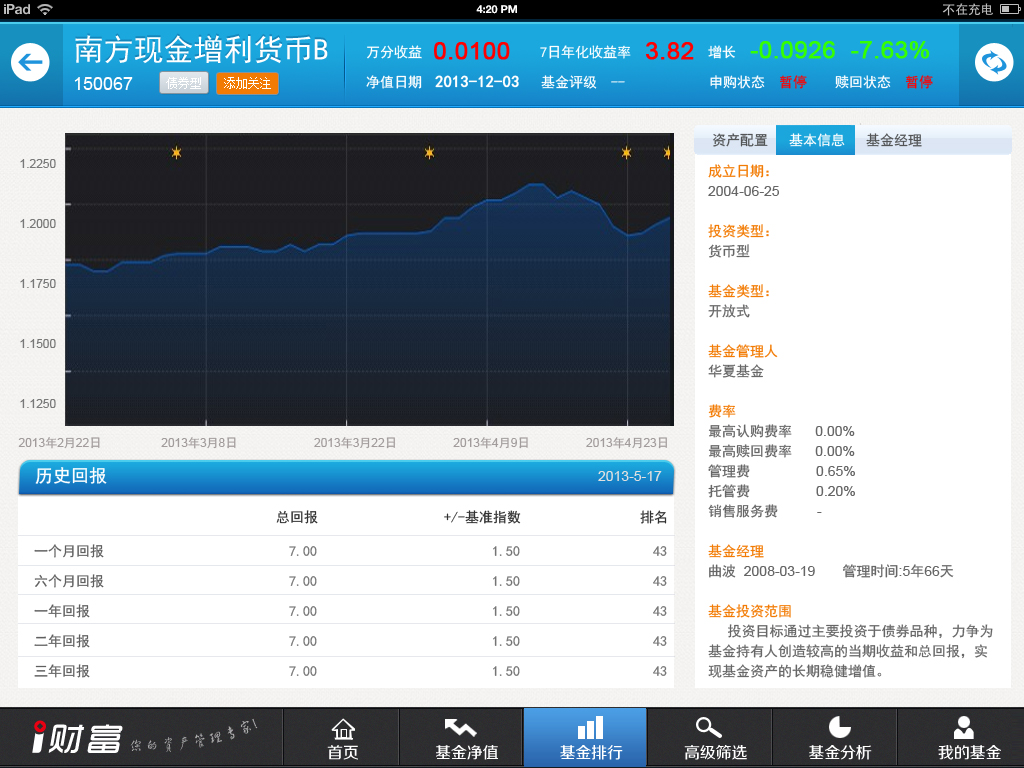 iPad 4:20 PM 不在充电
南方现金增利货币B
150067 债券型 添加关注
万分收益 0.0100 7日年化收益率 3.82 增长 -0.0926 -7.63%
净值日期 2013-12-03 基金评级 -- 申购状态 暂停 赎回状态 暂停
1.2250
1.2000
1.1750
1.1500
1.1250
2013年2月22日 2013年3月8日 2013年3月22日 2013年4月9日 2013年4月23日
历史回报 2013-5-17
总回报 +/-基准指数 排名
一个月回报 7.00 1.50 43
六个月回报 7.00 1.50 43
一年回报 7.00 1.50 43
二年回报 7.00 1.50 43
三年回报 7.00 1.50 43
资产配置 基本信息 基金经理
成立日期：
2004-06-25
投资类型：
货币型
基金类型：
开放式
基金管理人
华夏基金
费率
最高认购费率 0.00%
最高赎回费率 0.00%
管理费 0.65%
托管费 0.20%
销售服务费 -
基金经理
曲波 2008-03-19 管理时间:5年66天
基金投资范围
投资目标通过主要投资于债券品种，力争为
基金持有人创造较高的当期收益和总回报，实
现基金资产的长期稳健增值。
i财富 您的资产管理专家!
首页 基金净值 基金排行 高级筛选 基金分析 我的基金